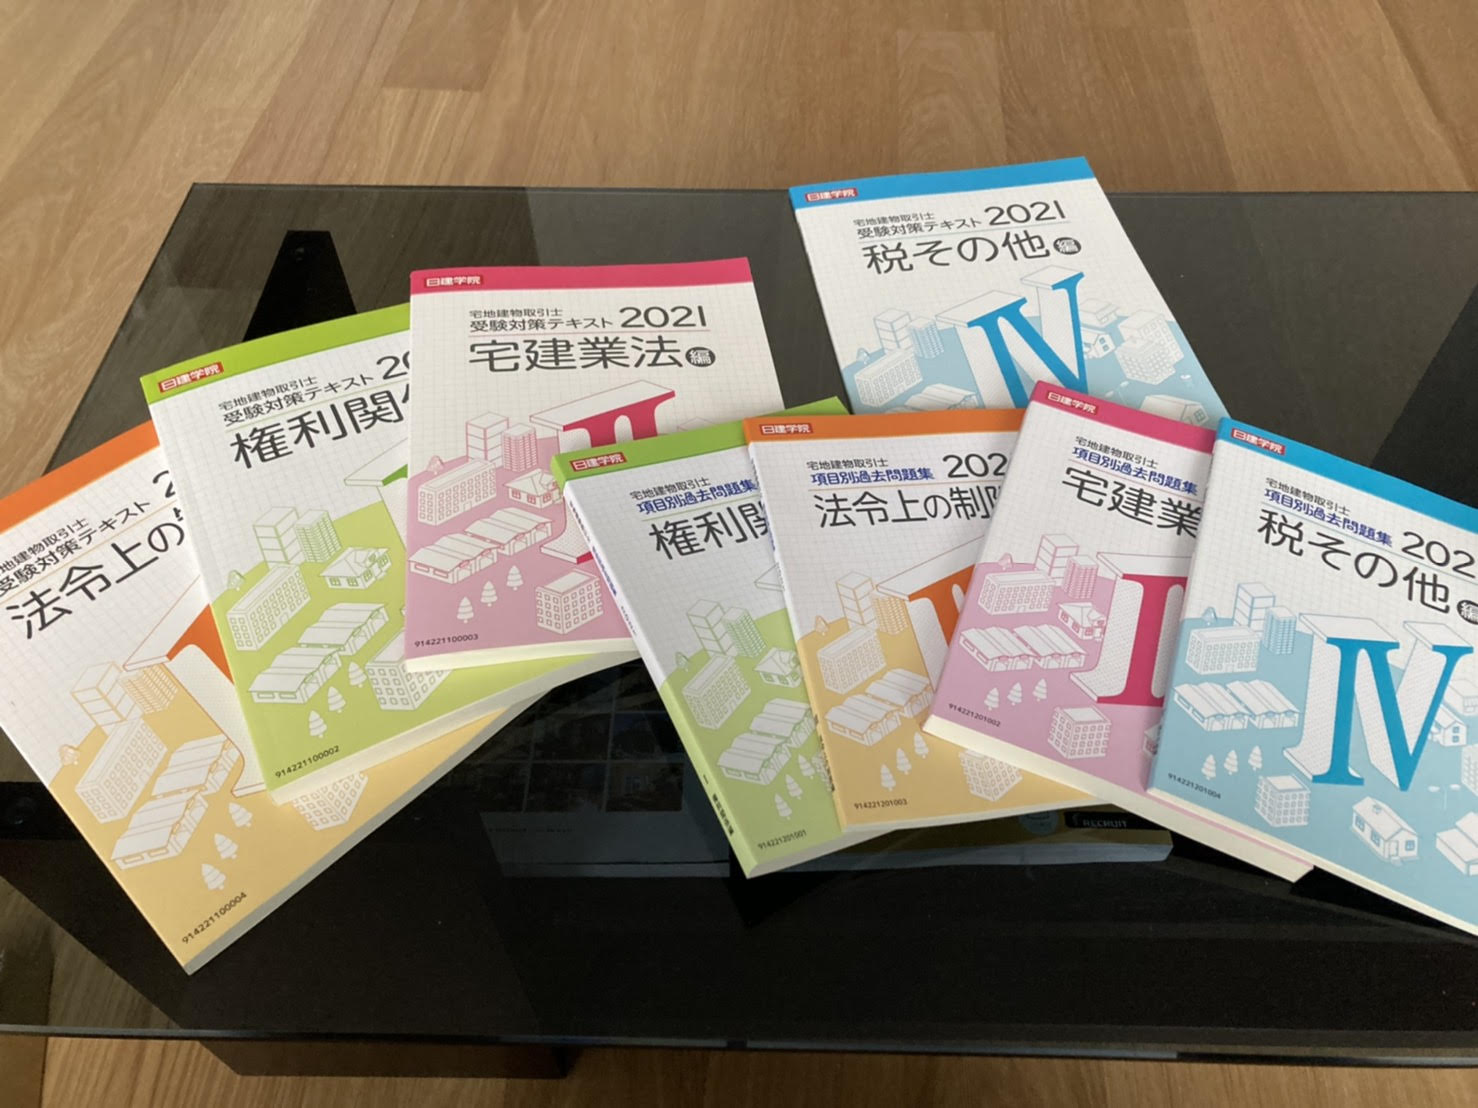 日建学院
宅地建物取引士
受験対策テキスト 2
法令上の
914221100004
日建学院
宅地建物取引士
受験対策テキスト 20
権利関
914221100002
日建学院
宅地建物取引士
受験対策テキスト 2021
宅建業法編
II
914221100003
日建学院
宅地建物取引士
受験対策テキスト 2021
税その他編
IV
日建学院
宅地建物取引士
項目別過去問題集
権利関
914221201001
日建学院
宅地建物取引士
項目別過去問題集 202
法令上の制限
914221201003
日建学院
宅地建物取引士
項目別過去問題集
宅建業
914221201002
日建学院
宅地建物取引士
項目別過去問題集 202
税その他編
IV
914221201004
RECRUIT